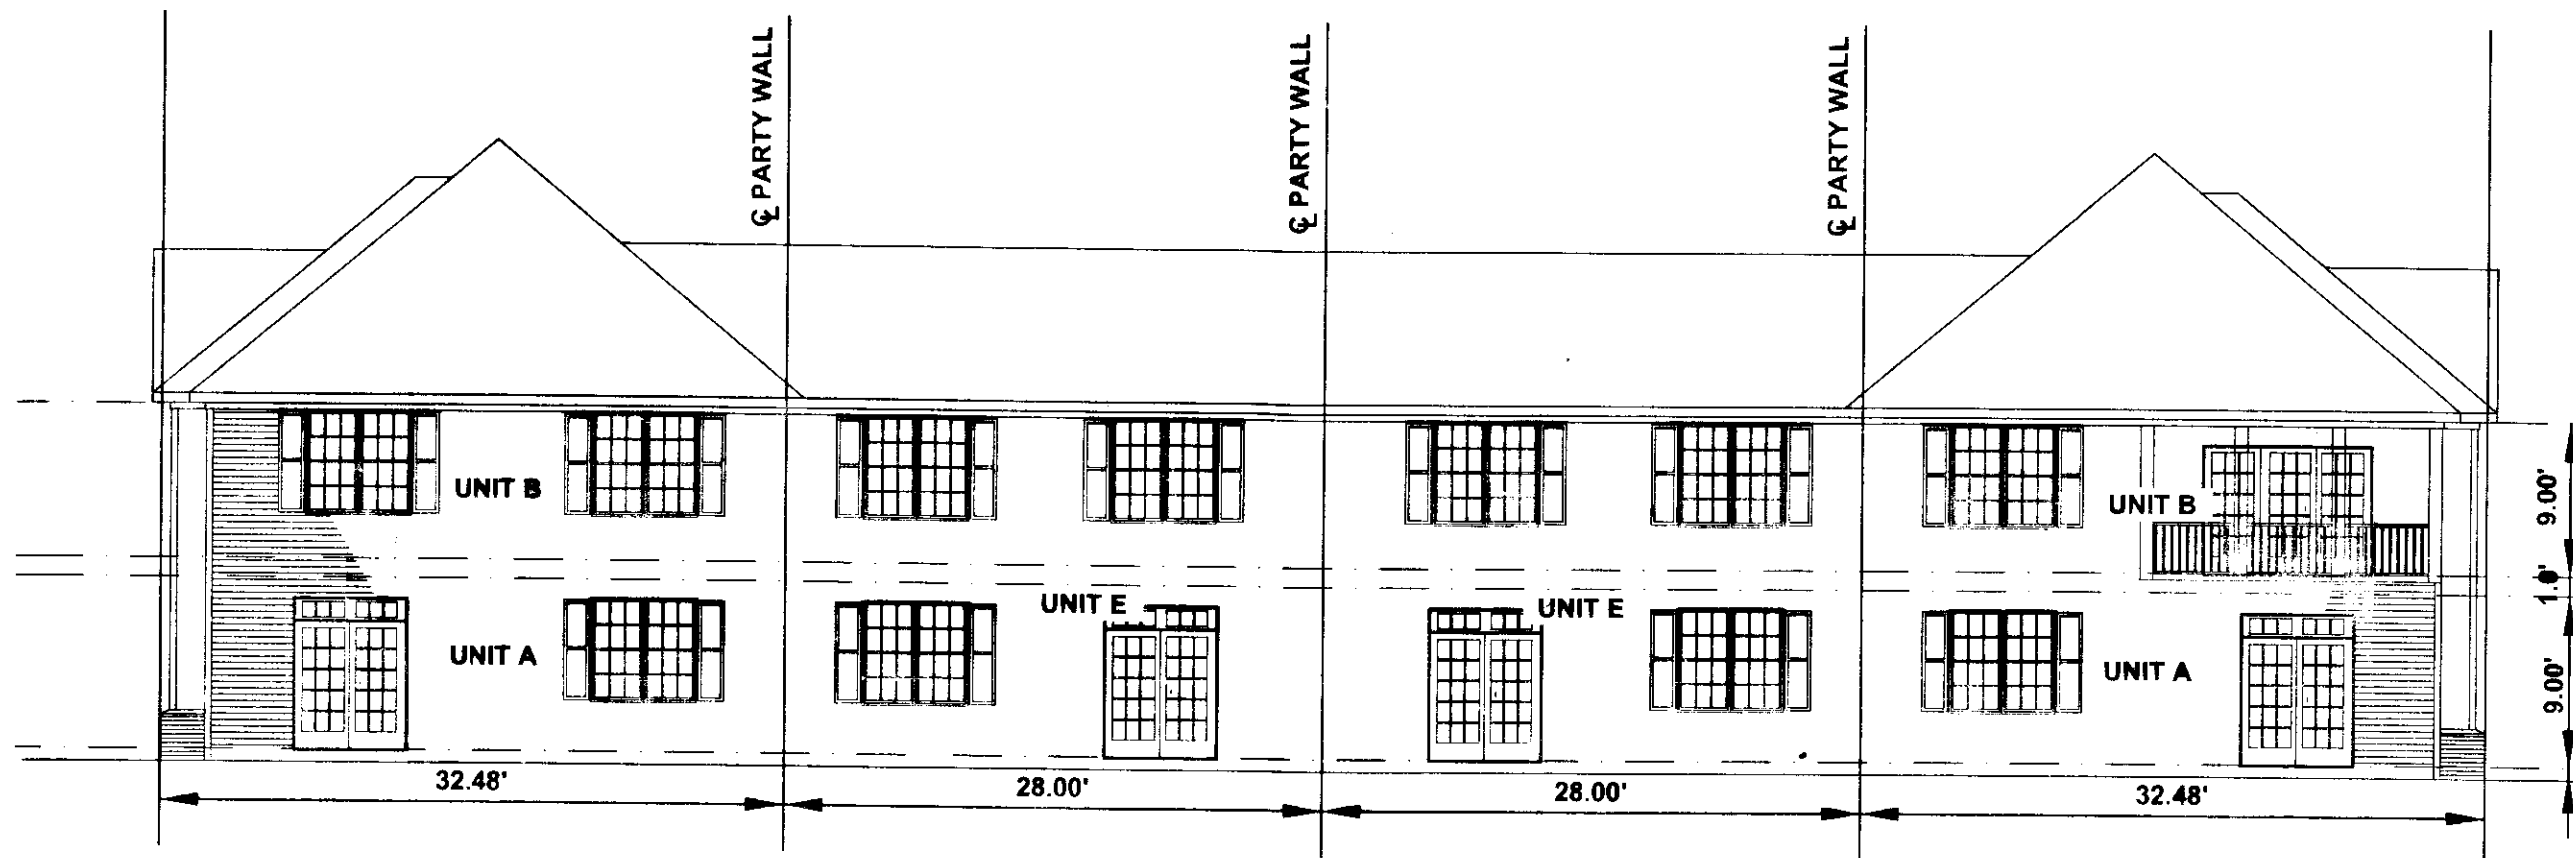 ℄ PARTY WALL
℄ PARTY WALL
℄ PARTY WALL
UNIT B
UNIT B
9.00'
1.0'
UNIT E
UNIT E
UNIT A
UNIT A
9.00'
32.48'
28.00'
28.00'
32.48'